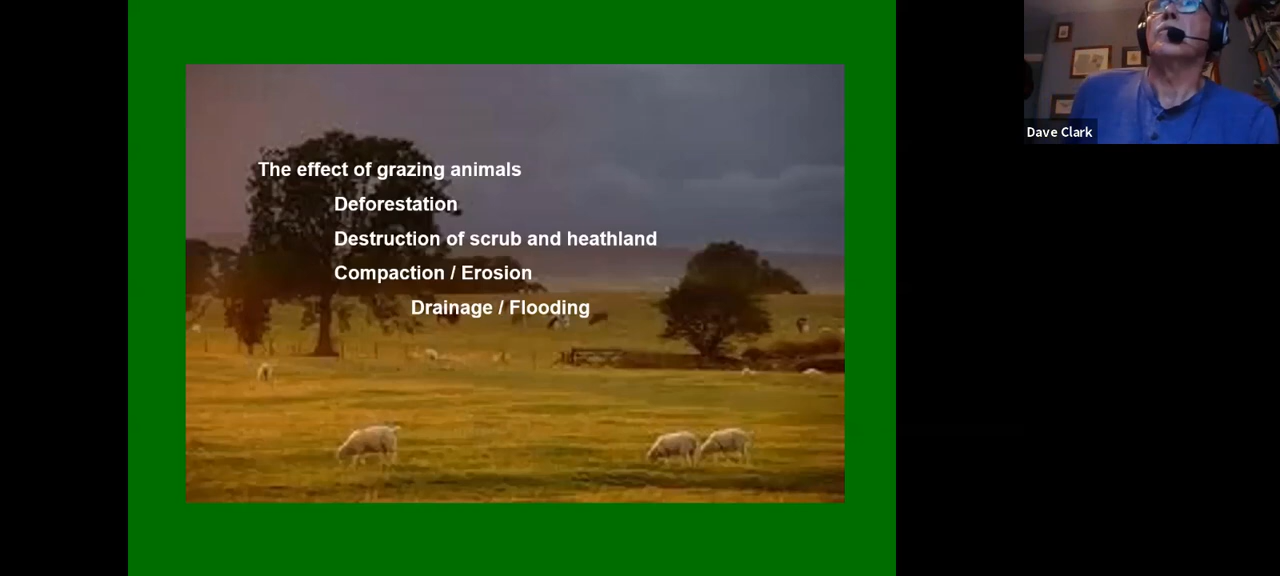 The effect of grazing animals
Deforestation
Destruction of scrub and heathland
Compaction / Erosion
Drainage / Flooding
Dave Clark